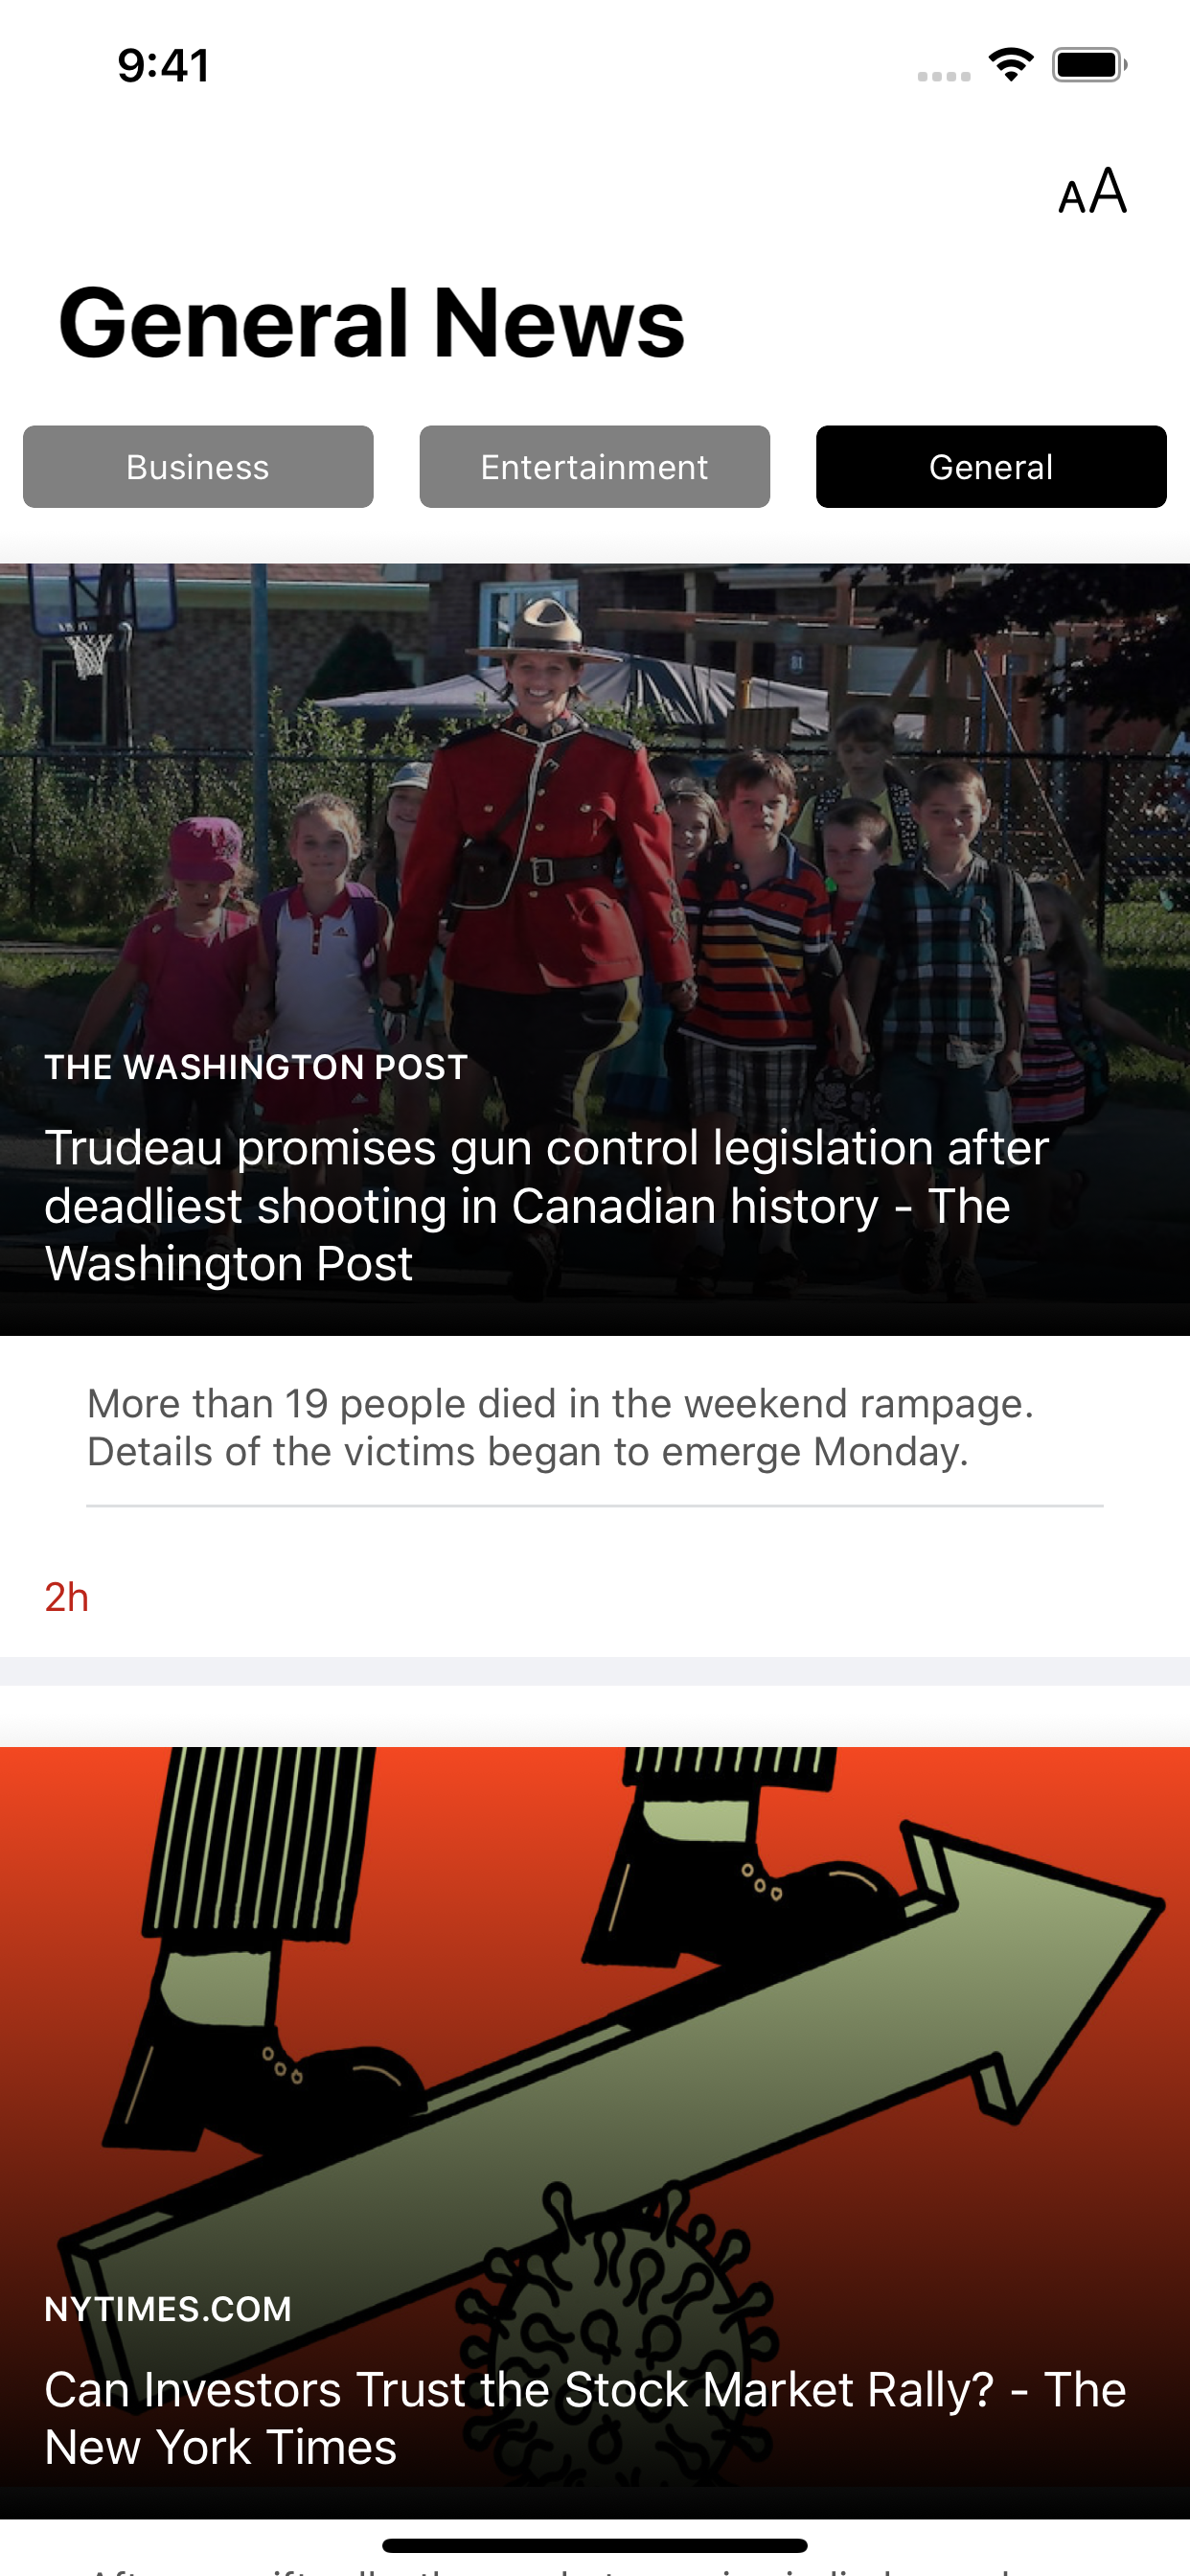 9:41
AA
General News
Business
Entertainment
General
THE WASHINGTON POST
Trudeau promises gun control legislation after
deadliest shooting in Canadian history - The
Washington Post
More than 19 people died in the weekend rampage.
Details of the victims began to emerge Monday.
2h
NYTIMES.COM
Can Investors Trust the Stock Market Rally? - The
New York Times